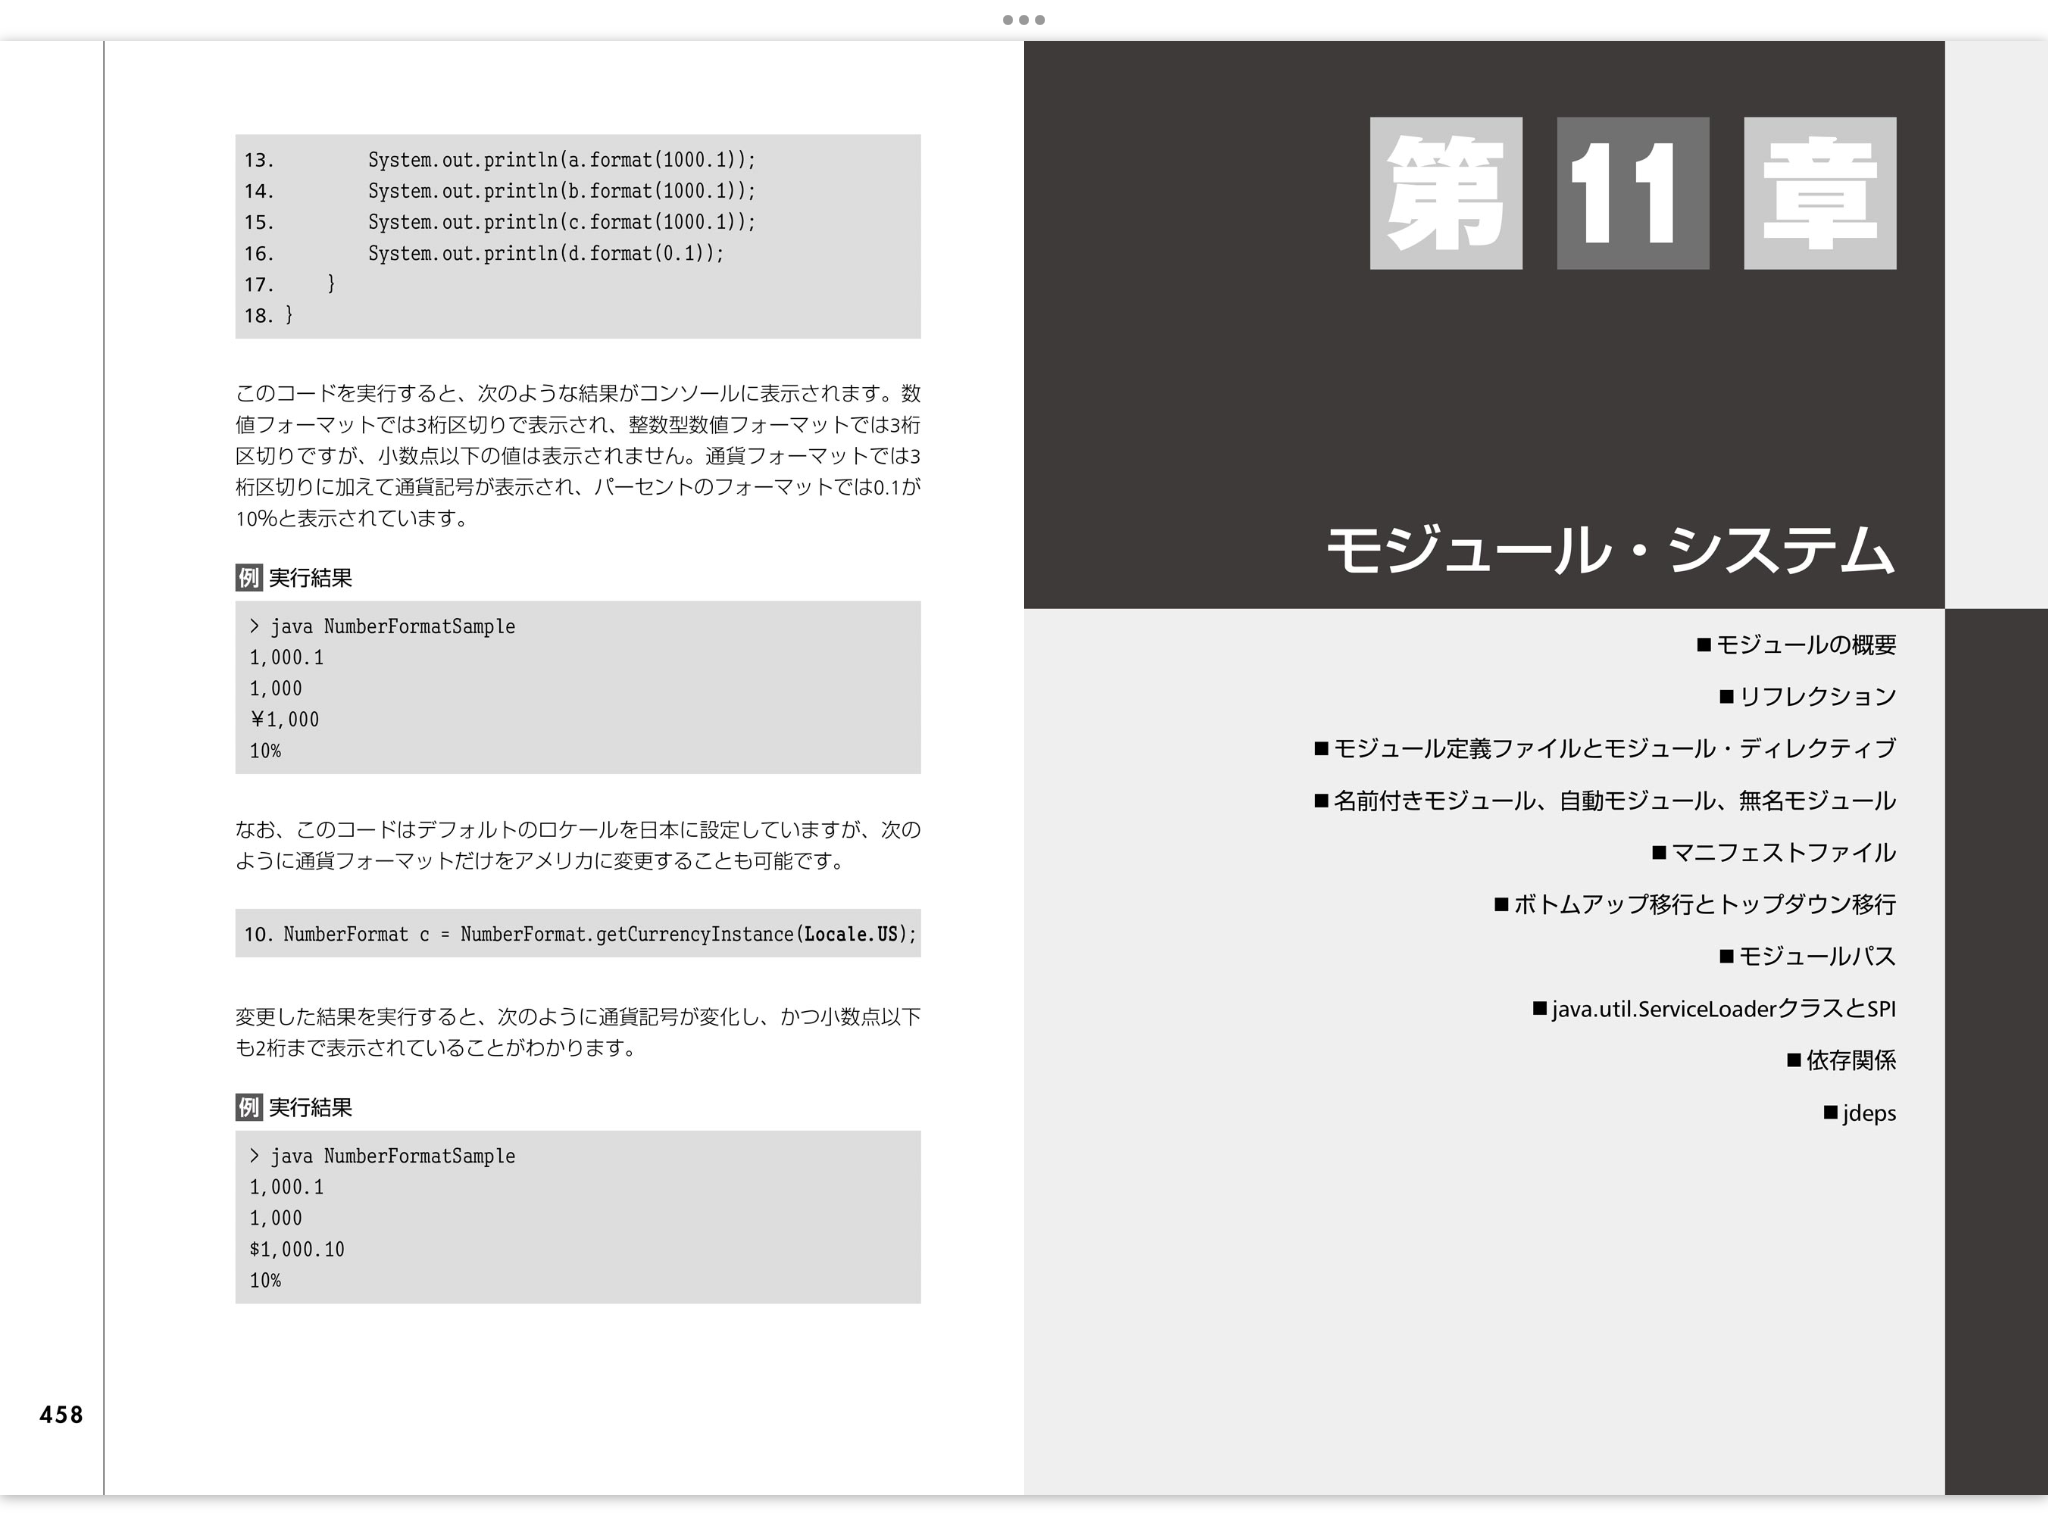 13. System.out.println(a.format(1000.1));
14. System.out.println(b.format(1000.1));
15. System.out.println(c.format(1000.1));
16. System.out.println(d.format(0.1));
17. }
18. }
このコードを実行すると、次のような結果がコンソールに表示されます。数
値フォーマットでは3桁区切りで表示され、整数型数値フォーマットでは3桁
区切りですが、小数点以下の値は表示されません。通貨フォーマットでは3
桁区切りに加えて通貨記号が表示され、パーセントのフォーマットでは0.1が
10%と表示されています。
例 実行結果
> java NumberFormatSample
1,000.1
1,000
￥1,000
10%
なお、このコードはデフォルトのロケールを日本に設定していますが、次の
ように通貨フォーマットだけをアメリカに変更することも可能です。
10. NumberFormat c = NumberFormat.getCurrencyInstance(Locale.US);
変更した結果を実行すると、次のように通貨記号が変化し、かつ小数点以下
も2桁まで表示されていることがわかります。
例 実行結果
> java NumberFormatSample
1,000.1
1,000
$1,000.10
10%
458
第11章
モジュール・システム
■モジュールの概要
■リフレクション
■モジュール定義ファイルとモジュール・ディレクティブ
■名前付きモジュール、自動モジュール、無名モジュール
■マニフェストファイル
■ボトムアップ移行とトップダウン移行
■モジュールパス
■java.util.ServiceLoaderクラスとSPI
■依存関係
■jdeps